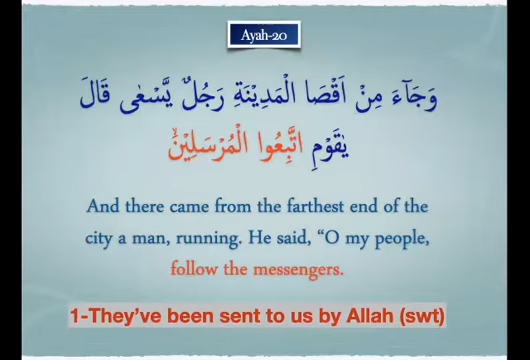 Ayah-20
وَجَآءَ مِنْ اَقْصَا الْمَدِيْنَةِ رَجُلٌ يَّسْعٰى قَالَ
يٰقَوْمِ اتَّبِعُوا الْمُرْسَلِيْنَۙ
And there came from the farthest end of the
city a man, running. He said, “O my people,
follow the messengers.
1-They’ve been sent to us by Allah (swt)